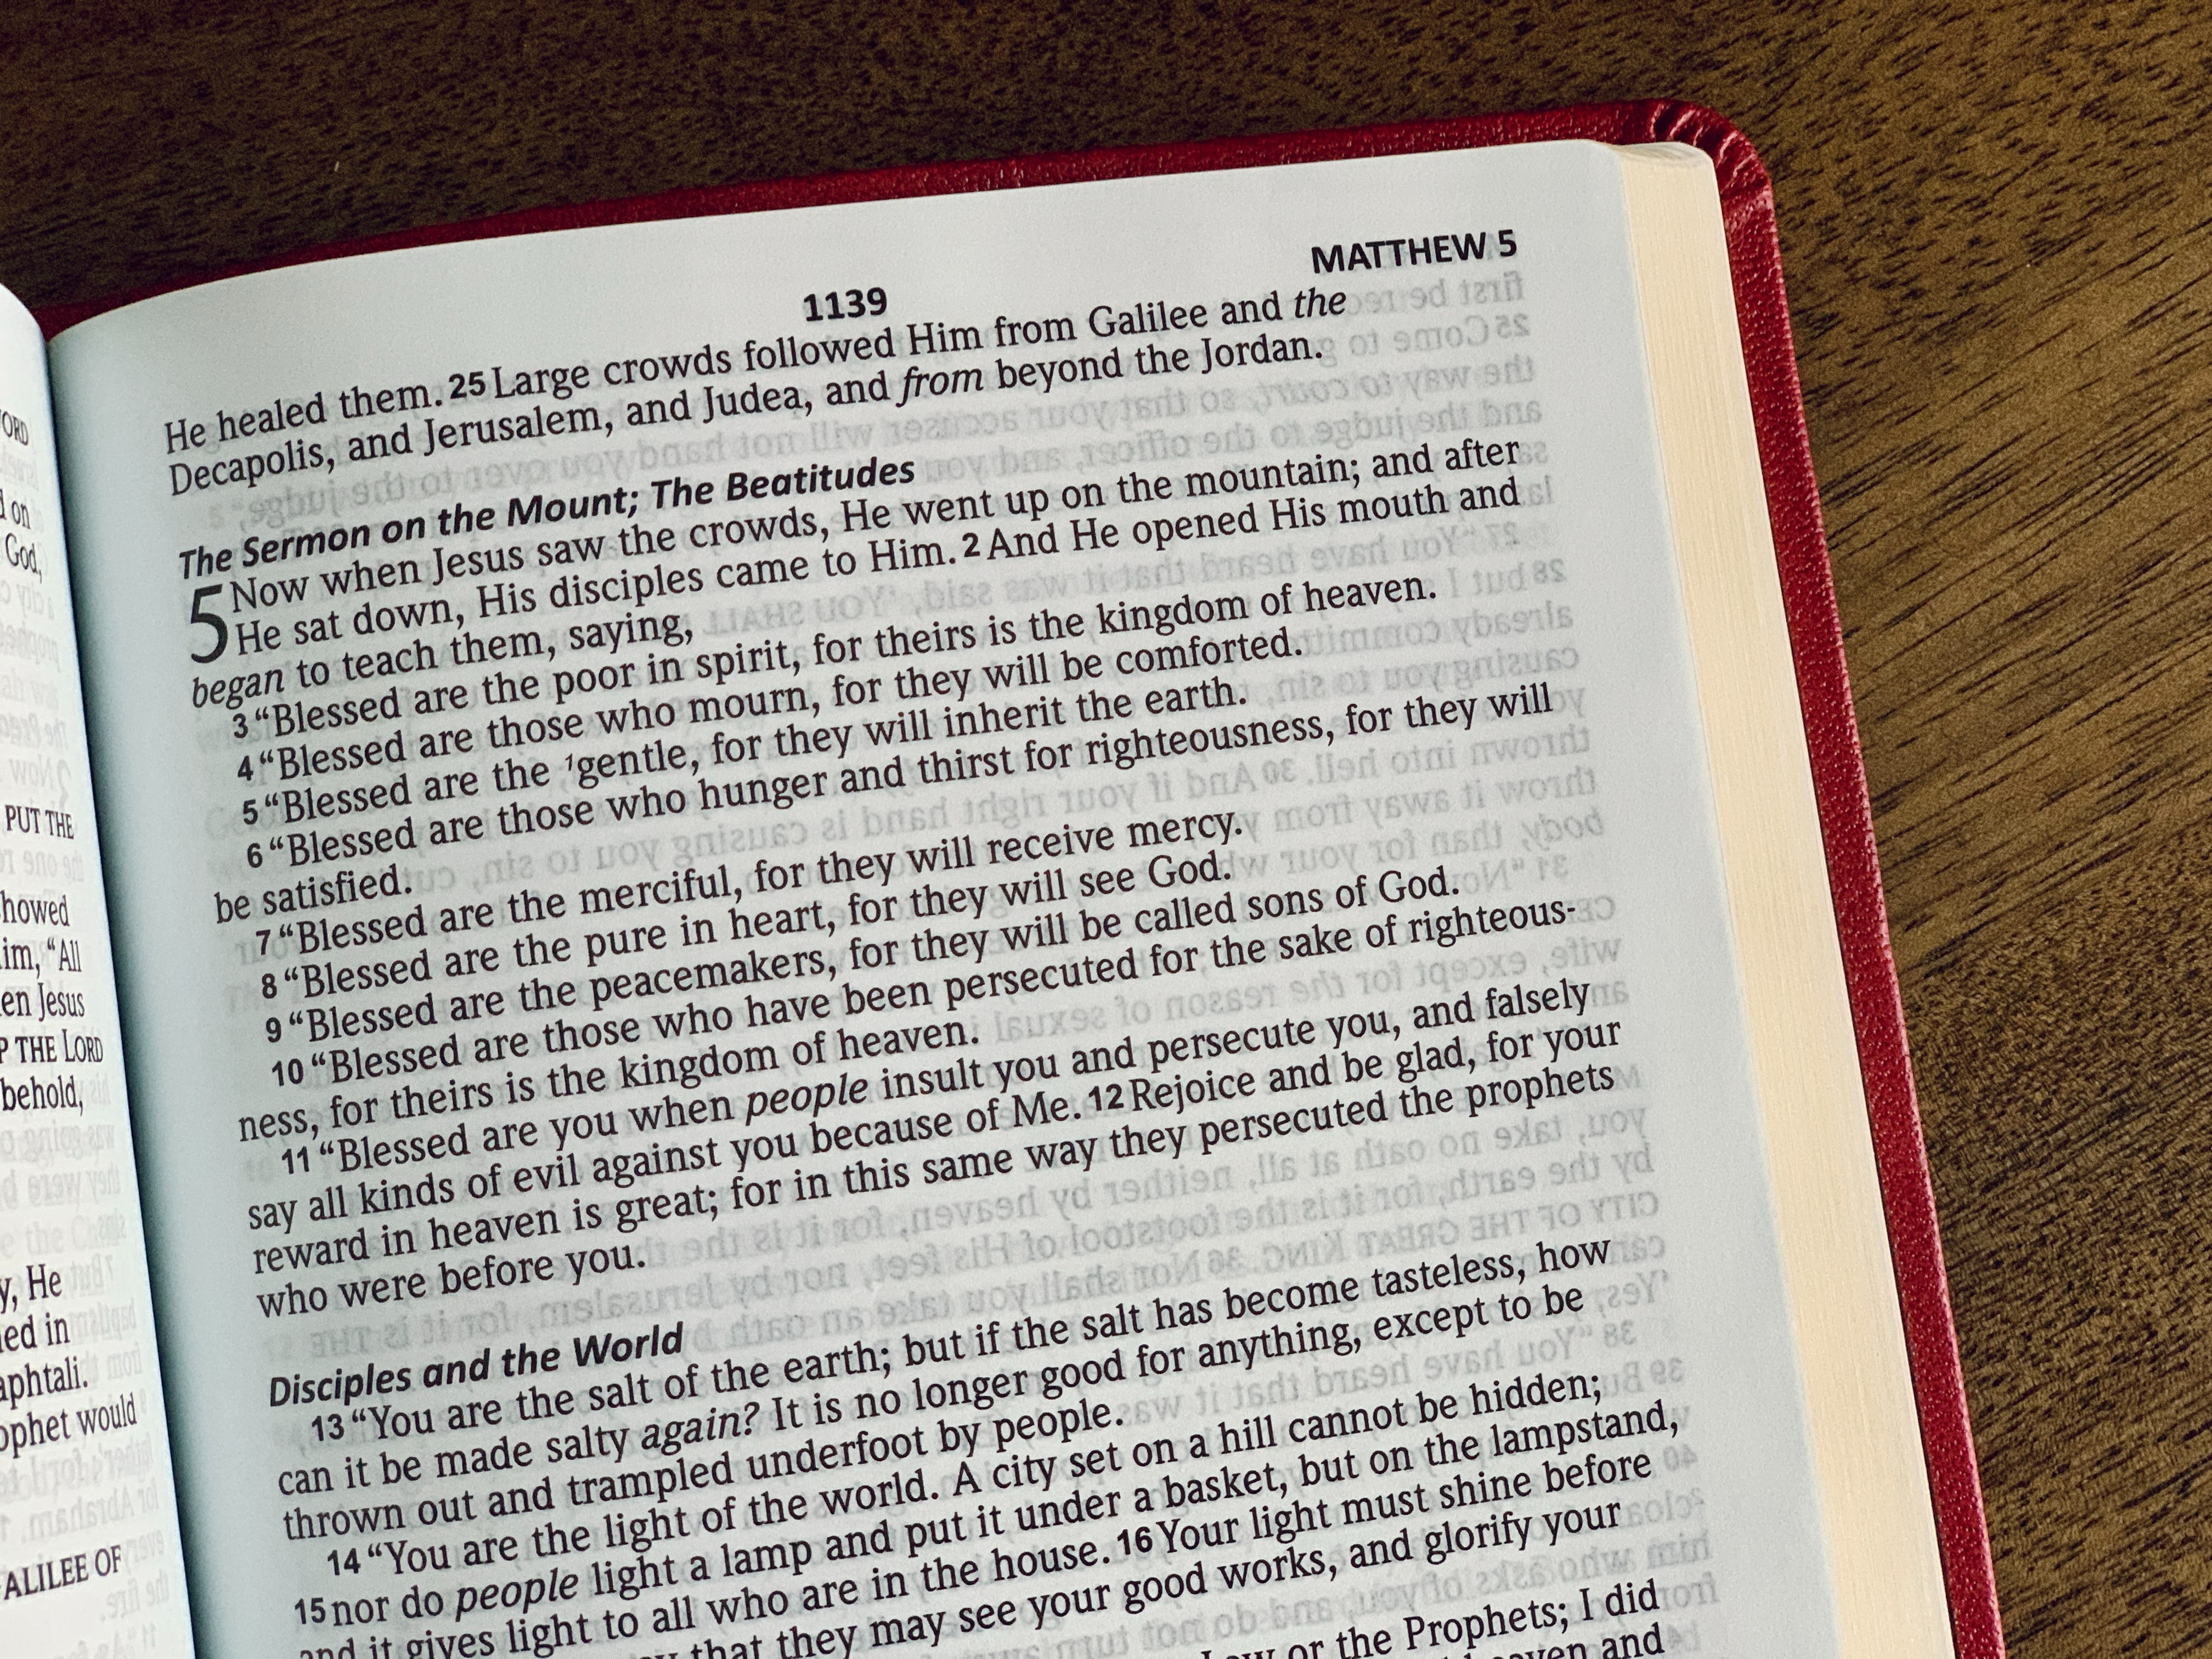 ORD
d on
God,
PUT THE
howed
im, “All
en Jesus
P THE LORD
behold,
y, He
ied in
aphtali.
ophet would
ALILEE OF
MATTHEW 5
1139
He healed them. 25 Large crowds followed Him from Galilee and the
Decapolis, and Jerusalem, and Judea, and from beyond the Jordan.
The Sermon on the Mount; The Beatitudes
5 Now when Jesus saw the crowds, He went up on the mountain; and after
He sat down, His disciples came to Him. 2 And He opened His mouth and
began to teach them, saying,
3 “Blessed are the poor in spirit, for theirs is the kingdom of heaven.
4 “Blessed are those who mourn, for they will be comforted.
5 “Blessed are the 1gentle, for they will inherit the earth.
6 “Blessed are those who hunger and thirst for righteousness, for they will
be satisfied.
7 “Blessed are the merciful, for they will receive mercy.
8 “Blessed are the pure in heart, for they will see God.
9 “Blessed are the peacemakers, for they will be called sons of God.
10 “Blessed are those who have been persecuted for the sake of righteous-
ness, for theirs is the kingdom of heaven.
11 “Blessed are you when people insult you and persecute you, and falsely
say all kinds of evil against you because of Me. 12 Rejoice and be glad, for your
reward in heaven is great; for in this same way they persecuted the prophets
who were before you.
Disciples and the World
13 “You are the salt of the earth; but if the salt has become tasteless, how
can it be made salty again? It is no longer good for anything, except to be
thrown out and trampled underfoot by people.
14 “You are the light of the world. A city set on a hill cannot be hidden;
15 nor do people light a lamp and put it under a basket, but on the lampstand,
and it gives light to all who are in the house. 16 Your light must shine before
that they may see your good works, and glorify your
or the Prophets; I did
and